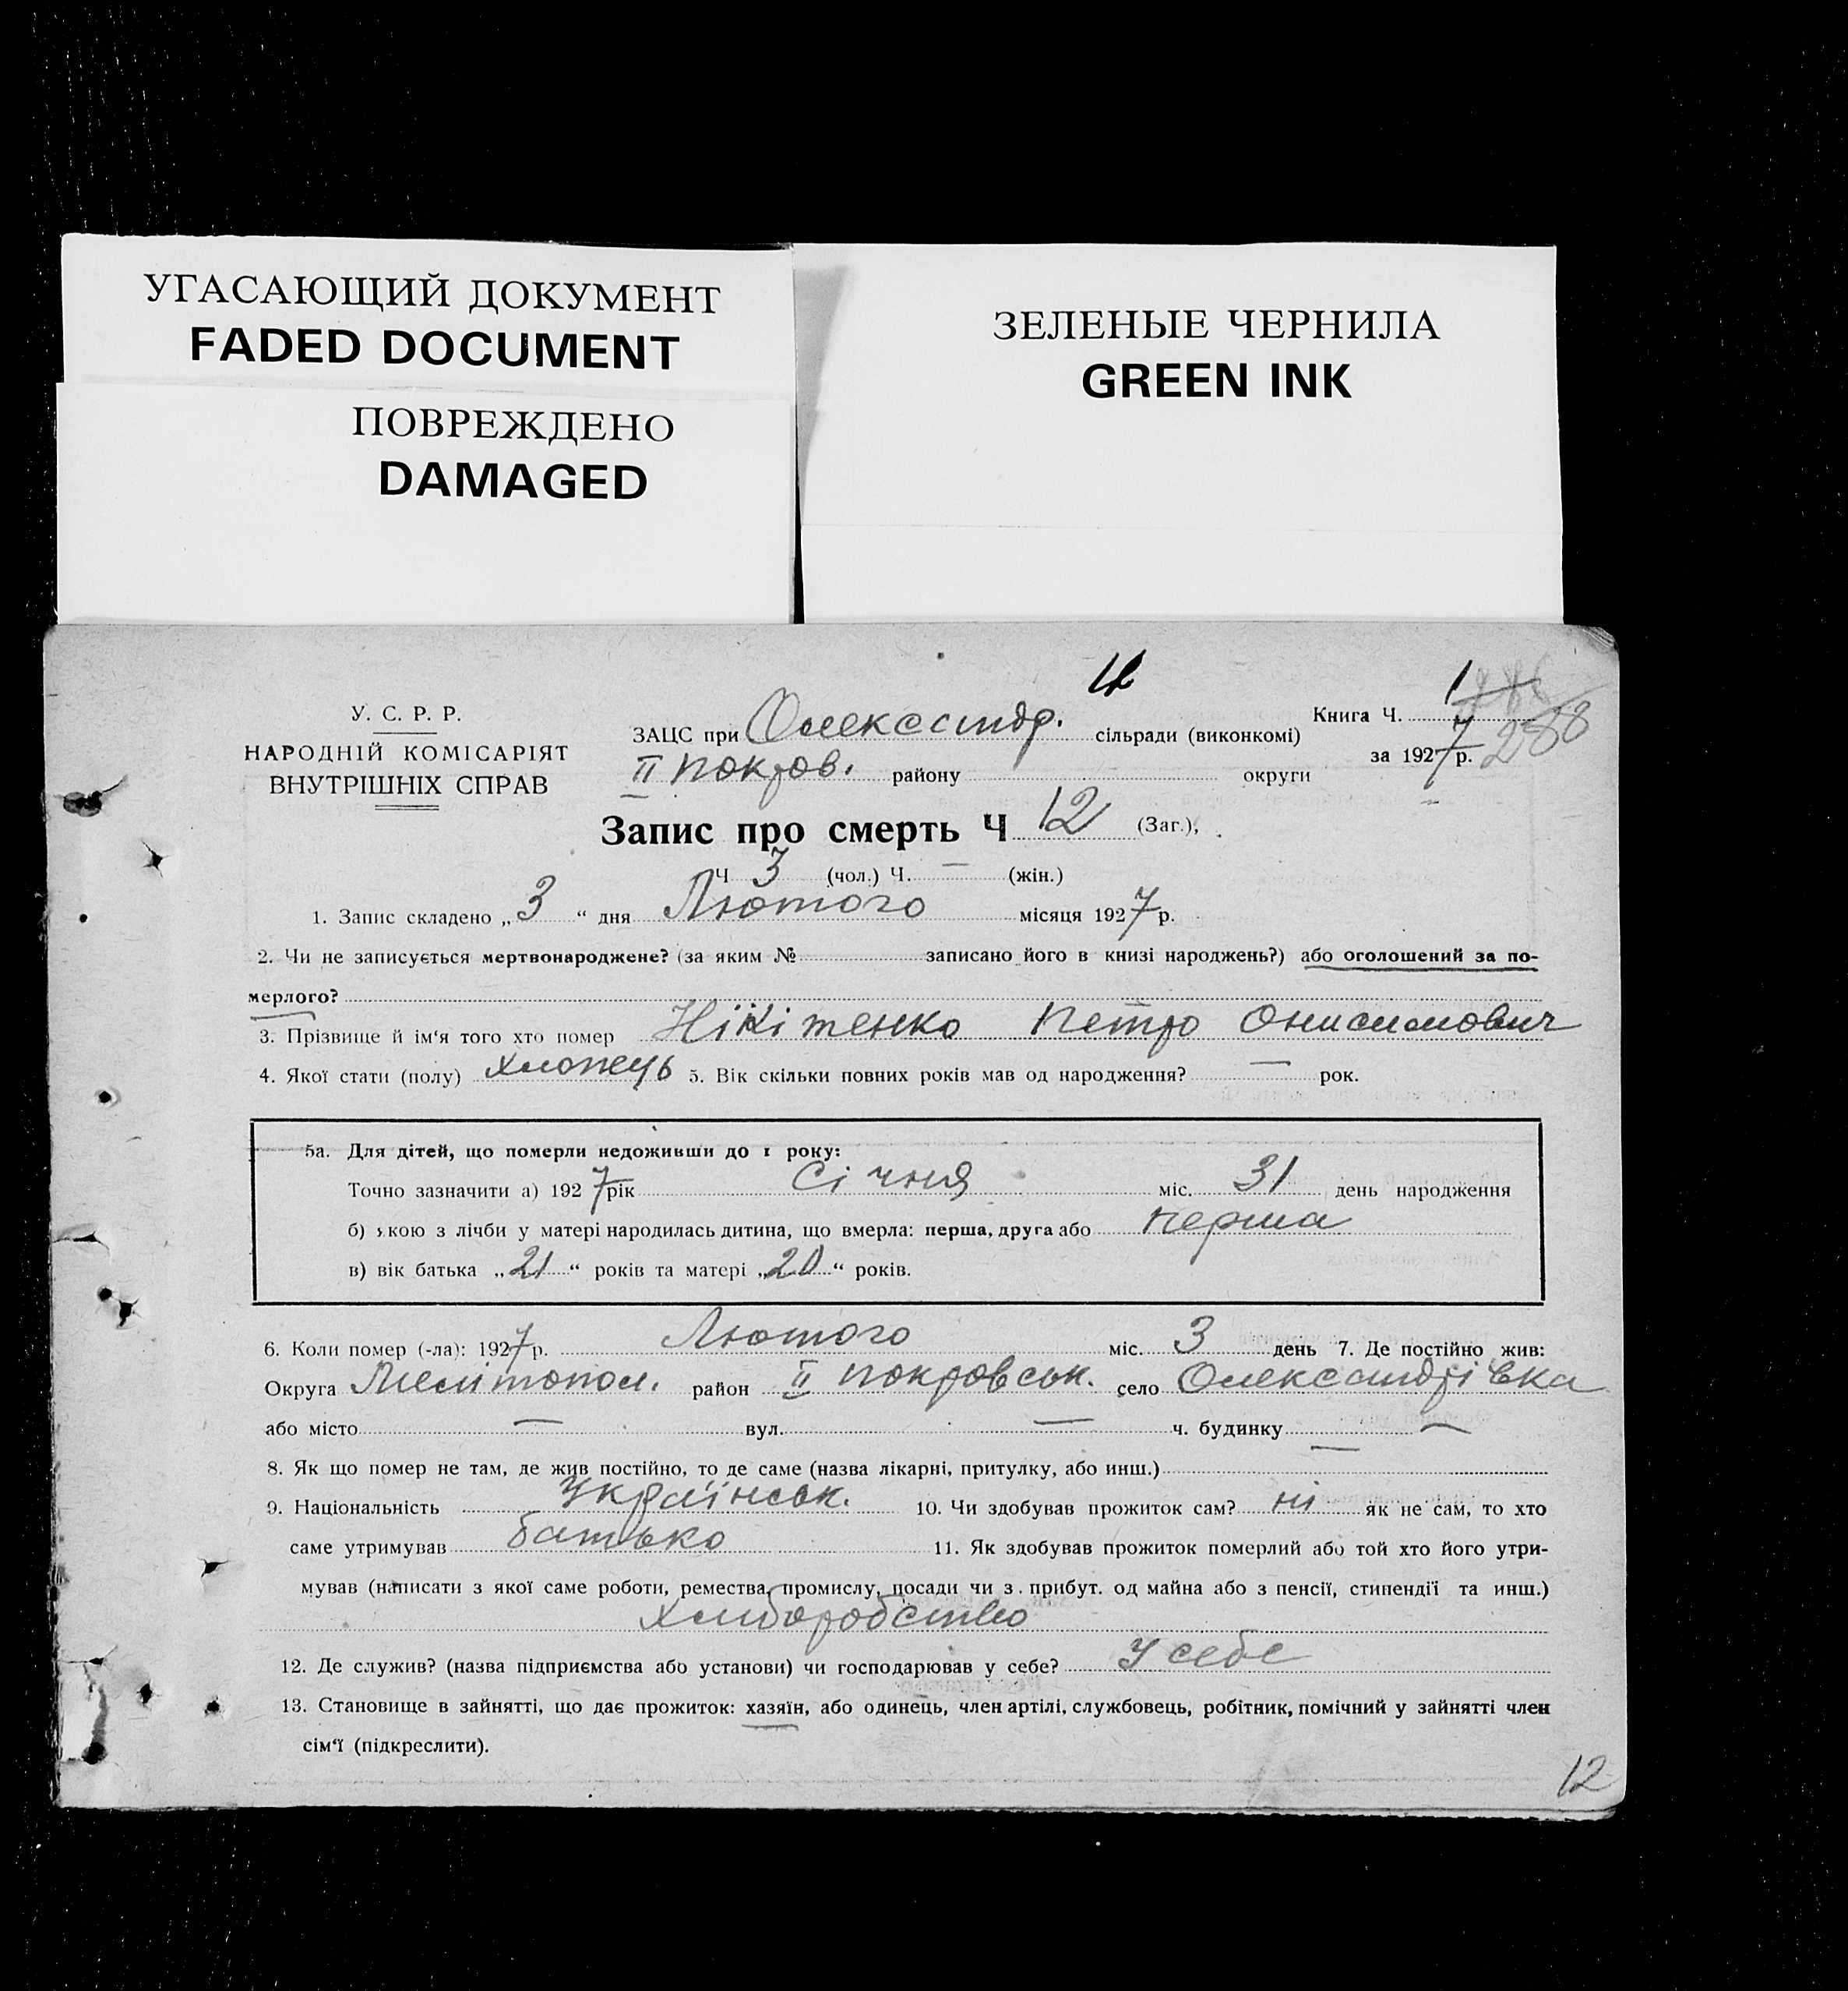 УГАСАЮЩИЙ ДОКУМЕНТ
FADED DOCUMENT
ПОВРЕЖДЕНО
DAMAGED
ЗЕЛЕНЫЕ ЧЕРНИЛА
GREEN INK
У. С. Р. Р.
НАРОДНІЙ КОМІСАРІЯТ
ВНУТРІШНІХ СПРАВ
ЗАЦС при Олександр. сільради (виконкомі)
II Покров. району округи
Книга Ч. 1
за 1927 р. 288
Запис про смерть Ч 12 (Заг.),
Ч 3 (чол.) Ч. — (жін.)
1. Запис складено „ 3 “ дня Лютого місяця 1927 р.
2. Чи не записується мертвонароджене? (за яким № записано його в книзі народжень?) або оголошений за по-
мерлого?
3. Прізвище й ім‘я того хто помер Нікітенко Петро Онисимович
4. Якої стати (полу) хлопець 5. Вік скільки повних років мав од народження? — рок.
5а. Для дітей, що померли недоживши до 1 року:
Точно зазначити а) 1927 рік Січня міс. 31 день народження
б) якою з лічби у матері народилась дитина, що вмерла: перша, друга або перша
в) вік батька „ 21 “ років та матері „ 20 “ років.
6. Коли помер (-ла): 1927 р. Лютого міс. 3 день 7. Де постійно жив:
Округа Мелітопол. район II Покровськ. село Олександрівка
або місто — вул. — ч. будинку —
8. Як що помер не там, де жив постійно, то де саме (назва лікарні, притулку, або инш.) —
9. Національність Українськ. 10. Чи здобував прожиток сам? ні як не сам, то хто
саме утримував батько 11. Як здобував прожиток померлий або той хто його утри-
мував (написати з якої саме роботи, ремества, промислу, посади чи з прибут. од майна або з пенсії, стипендії та инш.)
хлиборобство
12. Де служив? (назва підприємства або установи) чи господарював у себе? у себе
13. Становище в зайнятті, що дає прожиток: хазяїн, або одинець, член артілі, службовець, робітник, помічний у зайнятті член
сім‘ї (підкреслити).
12